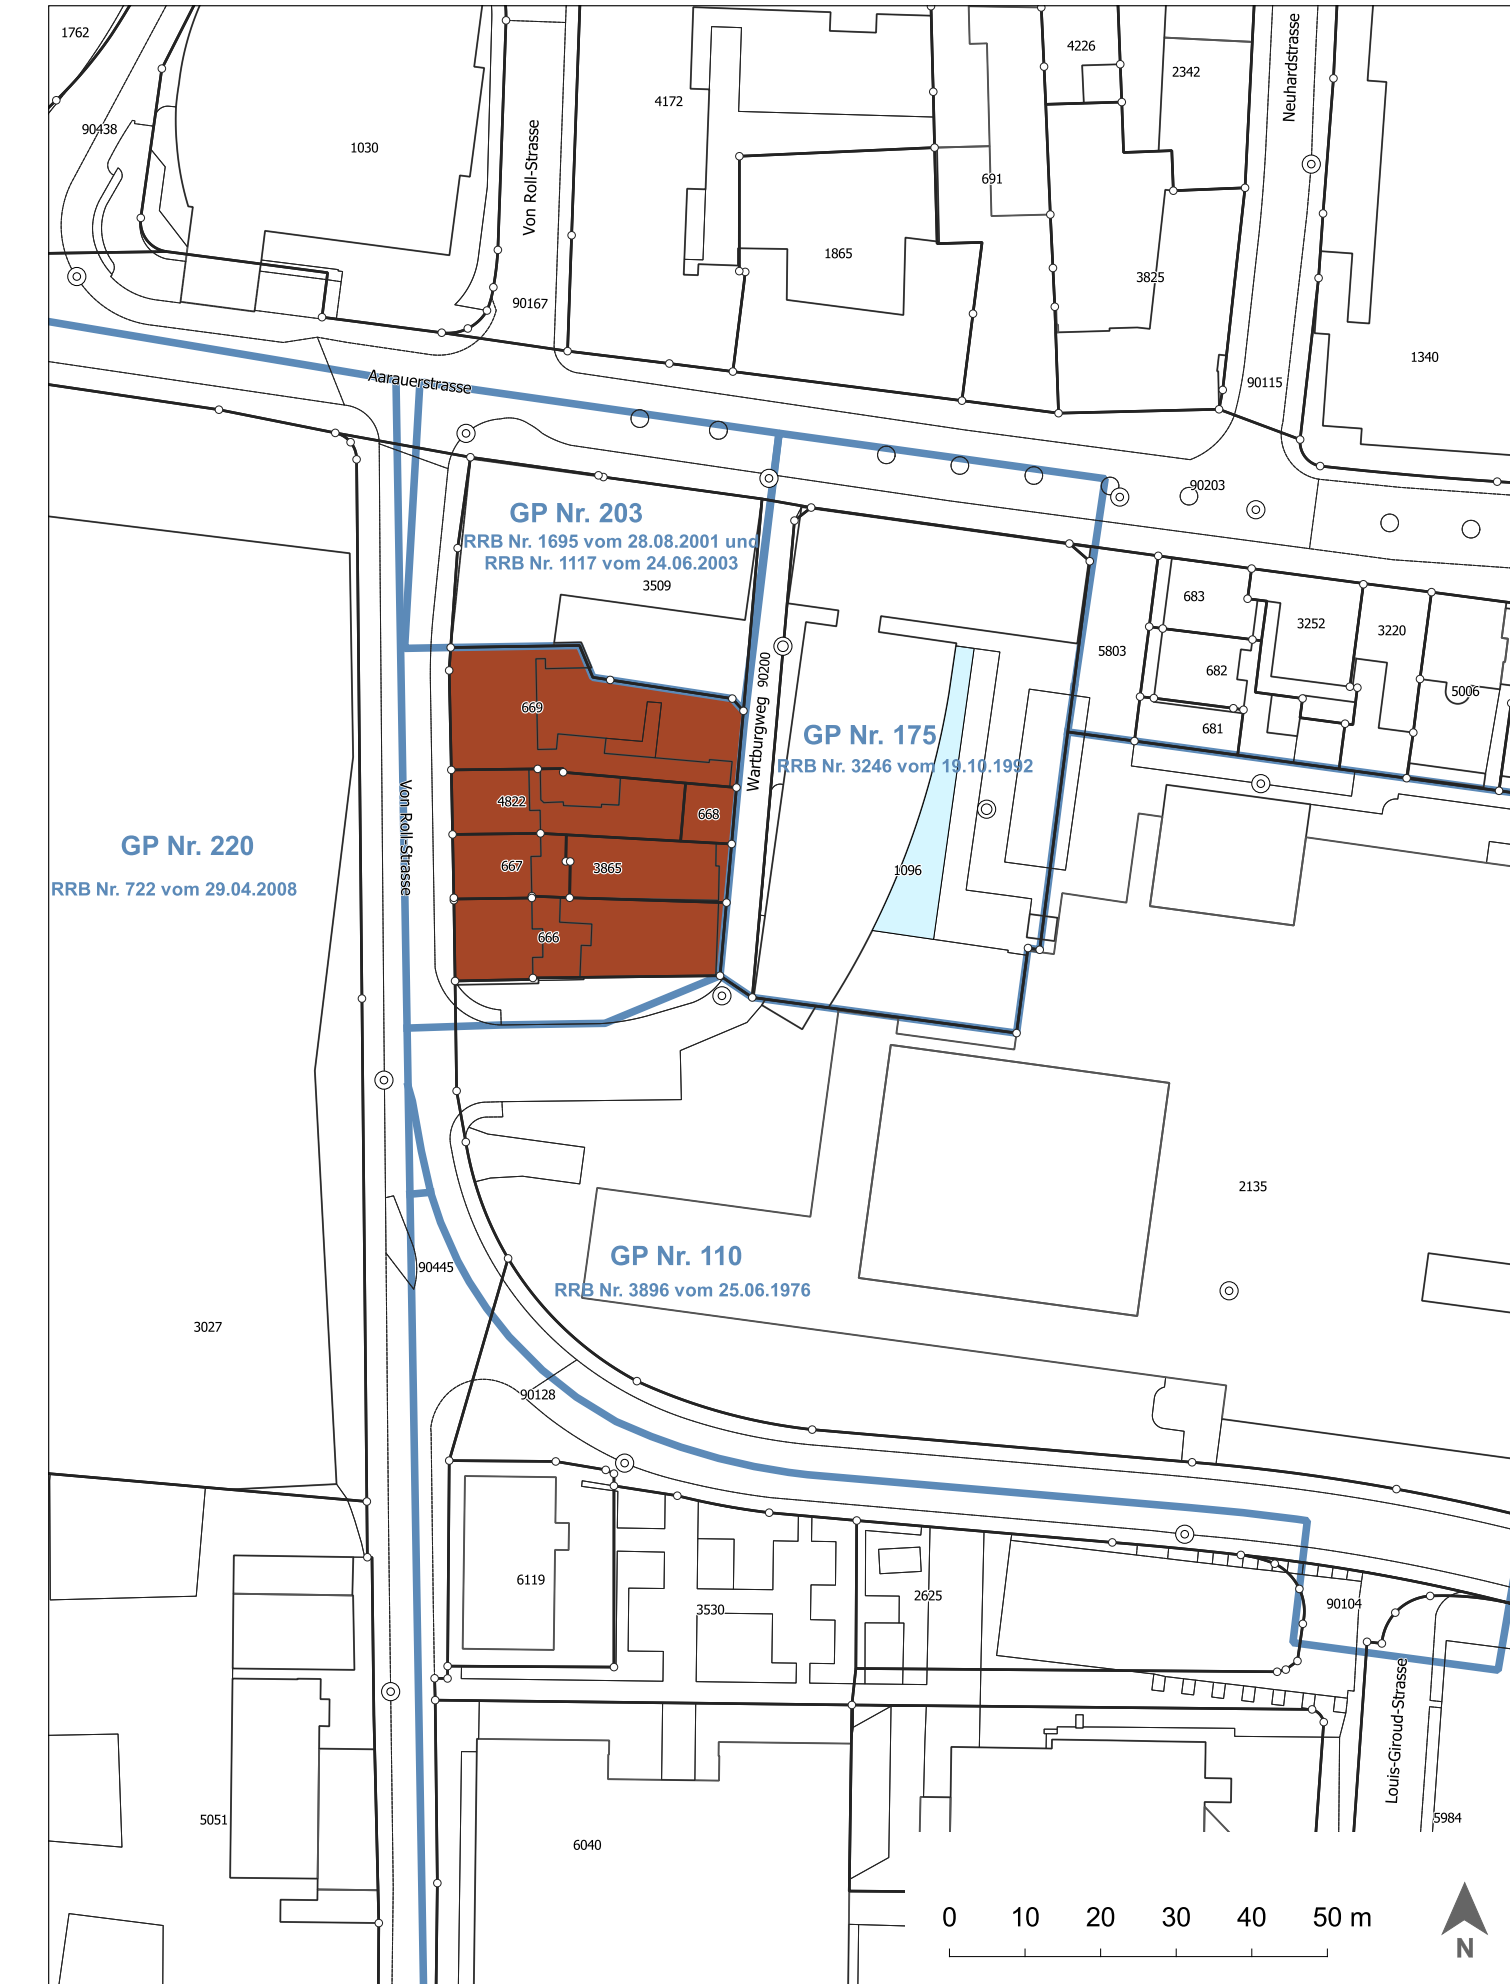 1762
4226
2342
Neuhardstrasse
4172
90438
1030
Von Roll-Strasse
691
1865
3825
90167
1340
Aarauerstrasse
90115
90203
GP Nr. 203
RRB Nr. 1695 vom 28.08.2001 und
RRB Nr. 1117 vom 24.06.2003
3509
683
3252
3220
5803
682
5006
681
669
Wartburgweg 90200
GP Nr. 175
RRB Nr. 3246 vom 19.10.1992
4822
668
Von Roll-Strasse
GP Nr. 220
RRB Nr. 722 vom 29.04.2008
667
3865
1096
666
2135
GP Nr. 110
RRB Nr. 3896 vom 25.06.1976
90445
3027
90128
6119
3530
2625
90104
Louis-Giroud-Strasse
5051
6040
5984
0 10 20 30 40 50 m
N